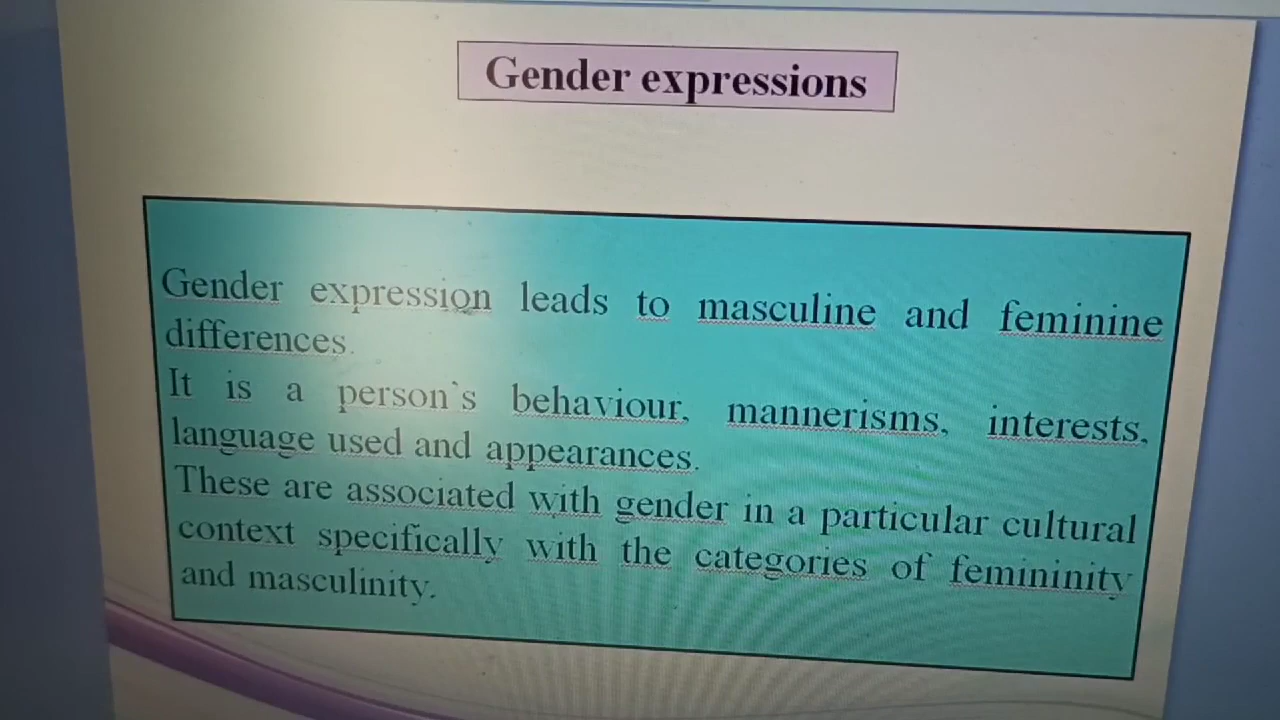 Gender expressions
Gender expression leads to masculine and feminine
differences.
It is a person`s behaviour, mannerisms, interests,
language used and appearances.
These are associated with gender in a particular cultural
context specifically with the categories of femininity
and masculinity.